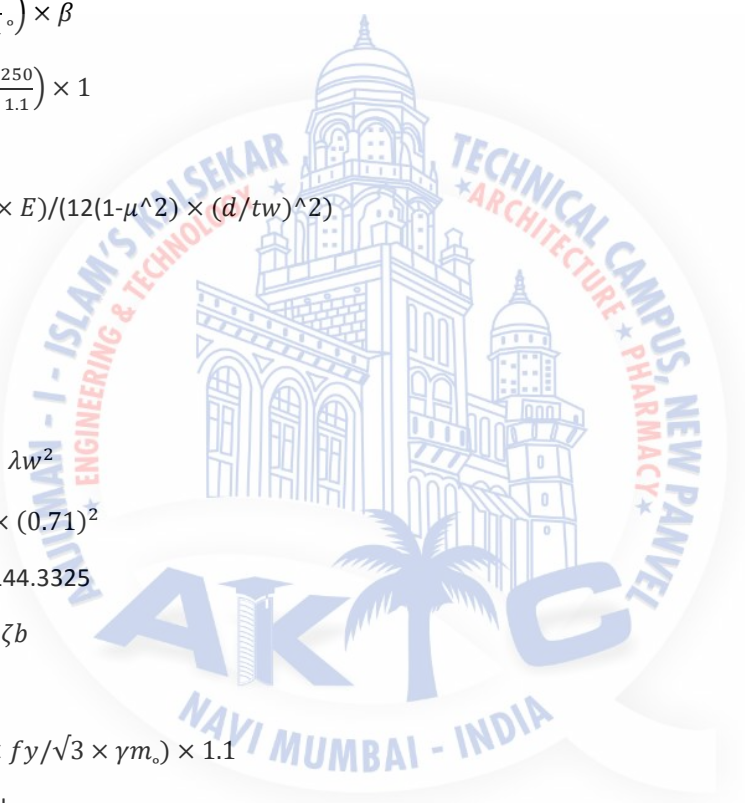 ∘) × β
250/1.1) × 1
× E)/(12(1-μ^2) × (d/tw)^2)
λw²
× (0.71)²
44.3325
ζb
fy/√3 × γm∘) × 1.1
ANJUMAN - I - ISLAM'S KALSEKAR TECHNICAL CAMPUS, NEW PANVEL
ENGINEERING & TECHNOLOGY ★ ★ ARCHITECTURE ★ PHARMACY ★
AKTC
NAVI MUMBAI - INDIA